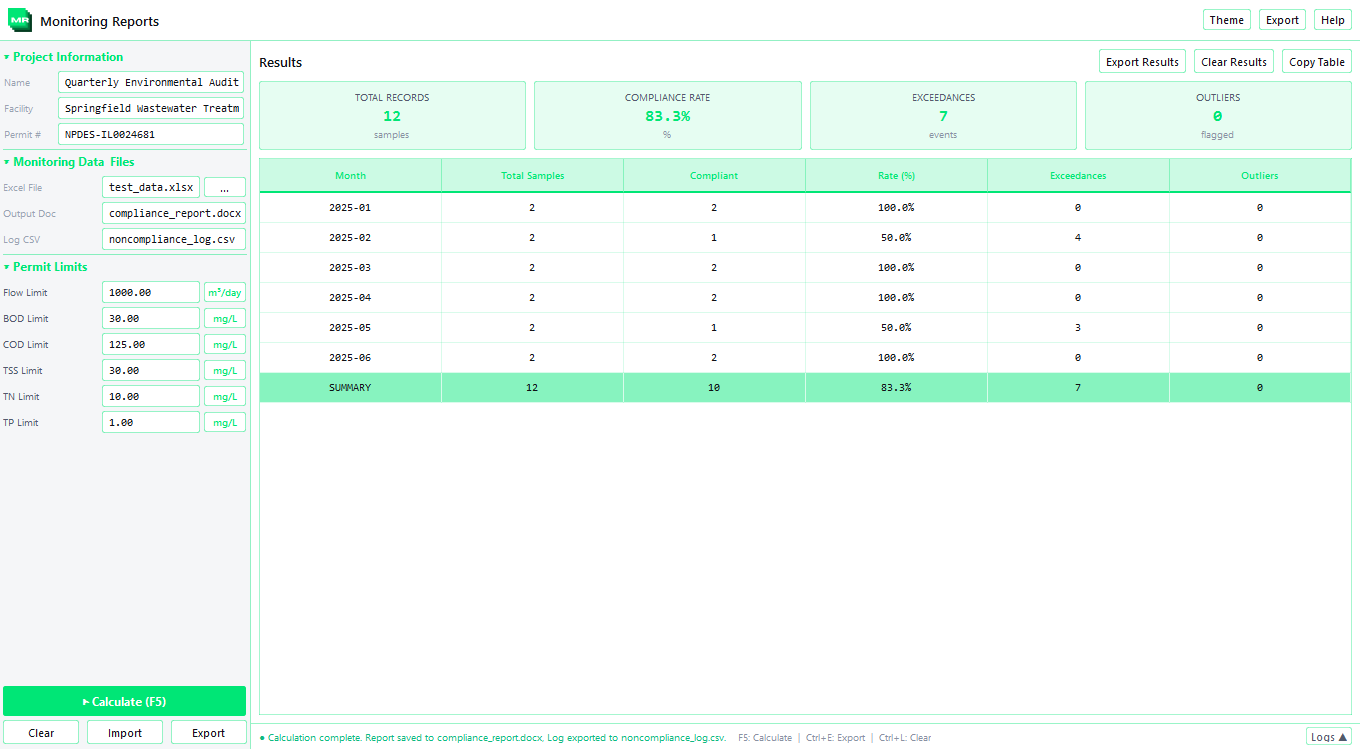 MR Monitoring Reports Theme Export Help
▾ Project Information
Name Quarterly Environmental Audit
Facility Springfield Wastewater Treatm
Permit # NPDES-IL0024681
▾ Monitoring Data Files
Excel File test_data.xlsx ...
Output Doc compliance_report.docx
Log CSV noncompliance_log.csv
▾ Permit Limits
Flow Limit 1000.00 m³/day
BOD Limit 30.00 mg/L
COD Limit 125.00 mg/L
TSS Limit 30.00 mg/L
TN Limit 10.00 mg/L
TP Limit 1.00 mg/L
▸ Calculate (F5)
Clear Import Export
Results Export Results Clear Results Copy Table
TOTAL RECORDS COMPLIANCE RATE EXCEEDANCES OUTLIERS
12 83.3% 7 0
samples % events flagged
Month Total Samples Compliant Rate (%) Exceedances Outliers
2025-01 2 2 100.0% 0 0
2025-02 2 1 50.0% 4 0
2025-03 2 2 100.0% 0 0
2025-04 2 2 100.0% 0 0
2025-05 2 1 50.0% 3 0
2025-06 2 2 100.0% 0 0
SUMMARY 12 10 83.3% 7 0
● Calculation complete. Report saved to compliance_report.docx. Log exported to noncompliance_log.csv. F5: Calculate | Ctrl+E: Export | Ctrl+L: Clear Logs ▲